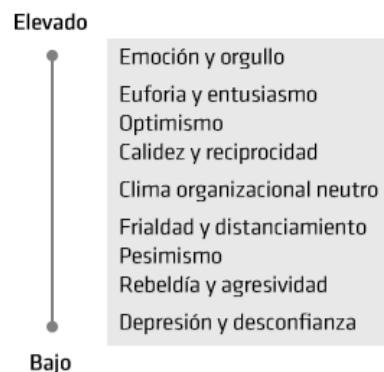 Elevado
Emoción y orgullo
Euforia y entusiasmo
Optimismo
Calidez y reciprocidad
Clima organizacional neutro
Frialdad y distanciamiento
Pesimismo
Rebeldía y agresividad
Depresión y desconfianza
Bajo